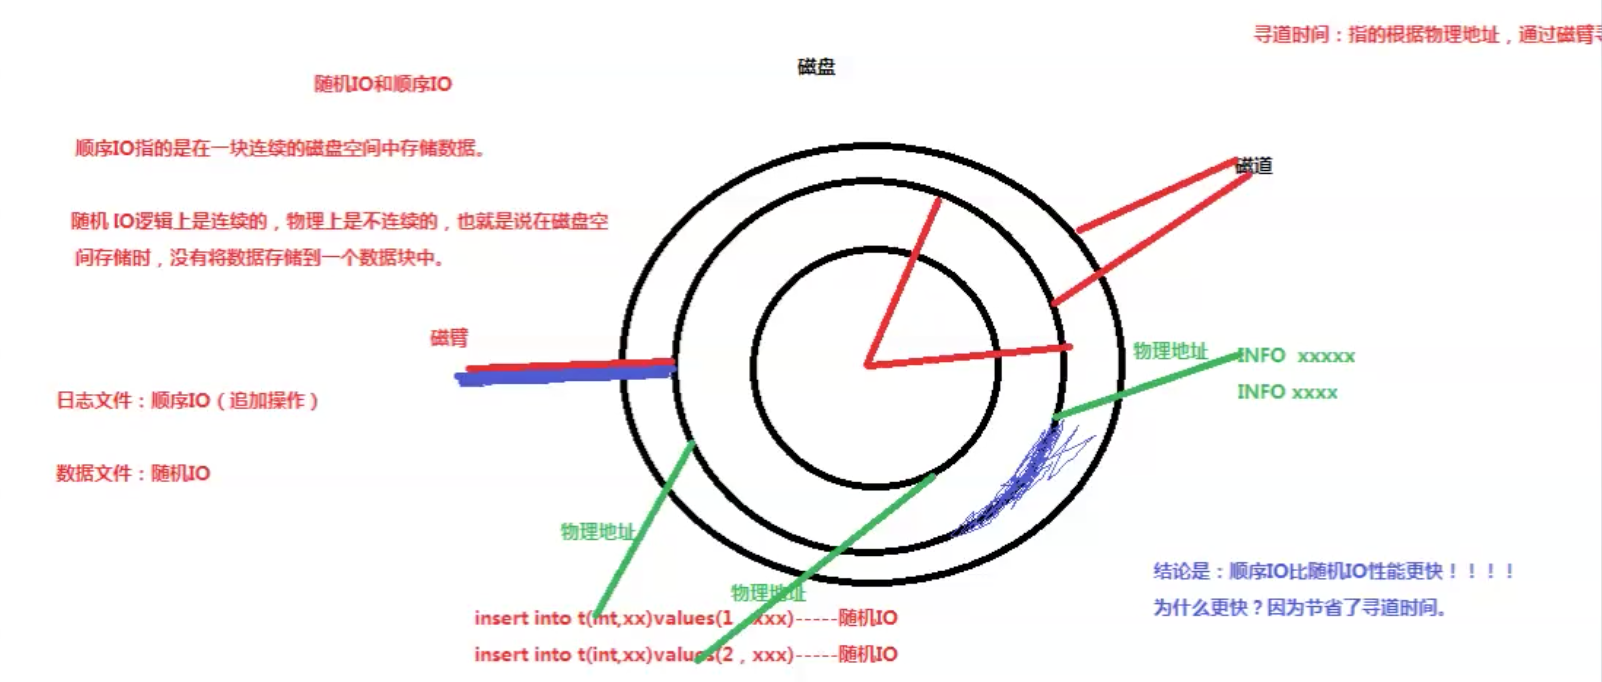 寻道时间：指的根据物理地址，通过磁臂
磁盘
随机IO和顺序IO
顺序IO指的是在一块连续的磁盘空间中存储数据。
磁道
随机 IO逻辑上是连续的，物理上是不连续的，也就是说在磁盘空
间存储时，没有将数据存储到一个数据块中。
磁臂
物理地址
INFO  xxxxx
INFO xxxx
日志文件：顺序IO（追加操作）
数据文件：随机IO
物理地址
物理地址
insert into t(int,xx)values(1，xxx)-----随机IO
insert into t(int,xx)values(2，xxx)-----随机IO
结论是：顺序IO比随机IO性能更快！！！！
为什么更快？因为节省了寻道时间。